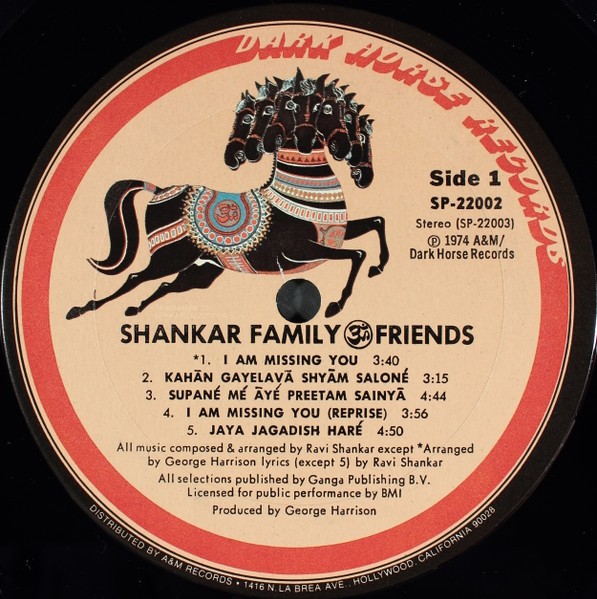 DARK HORSE RECORDS
Side 1
SP-22002
Stereo (SP-22003)
℗ 1974 A&M/
Dark Horse Records
SHANKAR FAMILY ॐ FRIENDS
*1. I AM MISSING YOU 3:40
2. KAHĀN GAYELAVĀ SHYĀM SALONÉ 3:15
3. SUPANÉ MÉ ĀYÉ PREETAM SAINYĀ 4:44
4. I AM MISSING YOU (REPRISE) 3:56
5. JAYA JAGADISH HARÉ 4:50
All music composed & arranged by Ravi Shankar except *Arranged
by George Harrison lyrics (except 5) by Ravi Shankar
All selections published by Ganga Publishing B.V.
Licensed for public performance by BMI
Produced by George Harrison
DISTRIBUTED BY A&M RECORDS • 1416 N. LA BREA AVE., HOLLYWOOD, CALIFORNIA 90028